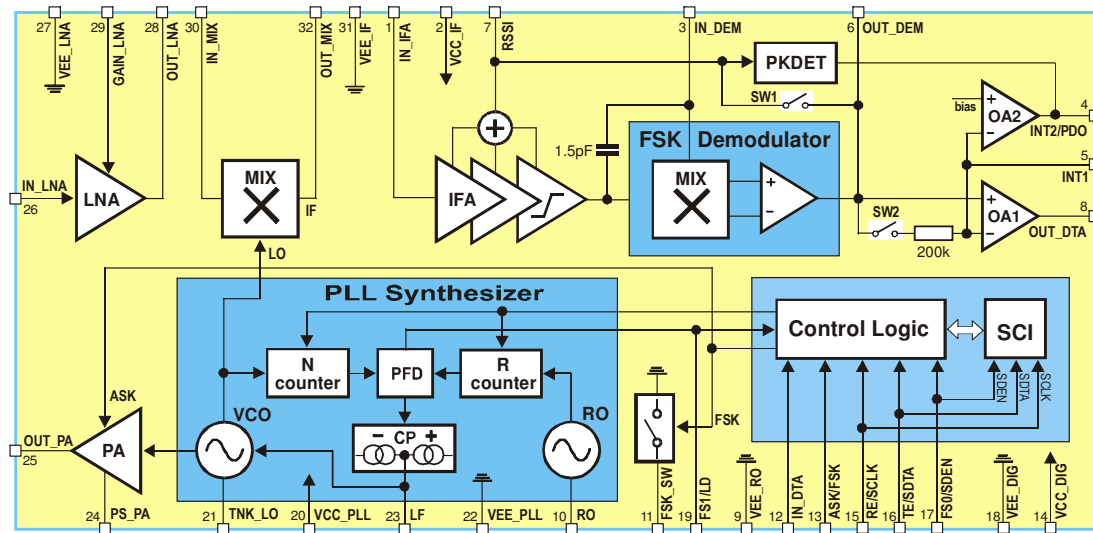 27 VEE_LNA
29 GAIN_LNA
28 OUT_LNA
30 IN_MIX
32 OUT_MIX
31 VEE_IF
1 IN_IFA
2 VCC_IF
7 RSSI
3 IN_DEM
6 OUT_DEM
PKDET
SW1
bias
+
−
OA2
4
INT2/PDO
5
INT1
1.5pF
FSK Demodulator
IN_LNA
26
LNA
MIX
IF
LO
+
IFA
MIX
+
−
SW2
200k
+
−
OA1
8
OUT_DTA
PLL Synthesizer
N counter
PFD
R counter
Control Logic
SCI
SDEN
SDTA
SCLK
ASK
VCO
RO
FSK
− CP +
OUT_PA
25
PA
24 PS_PA
21 TNK_LO
20 VCC_PLL
23 LF
22 VEE_PLL
10 RO
11 FSK_SW
19 FS1/LD
9 VEE_RO
12 IN_DTA
13 ASK/FSK
15 RE/SCLK
16 TE/SDTA
17 FS0/SDEN
18 VEE_DIG
14 VCC_DIG